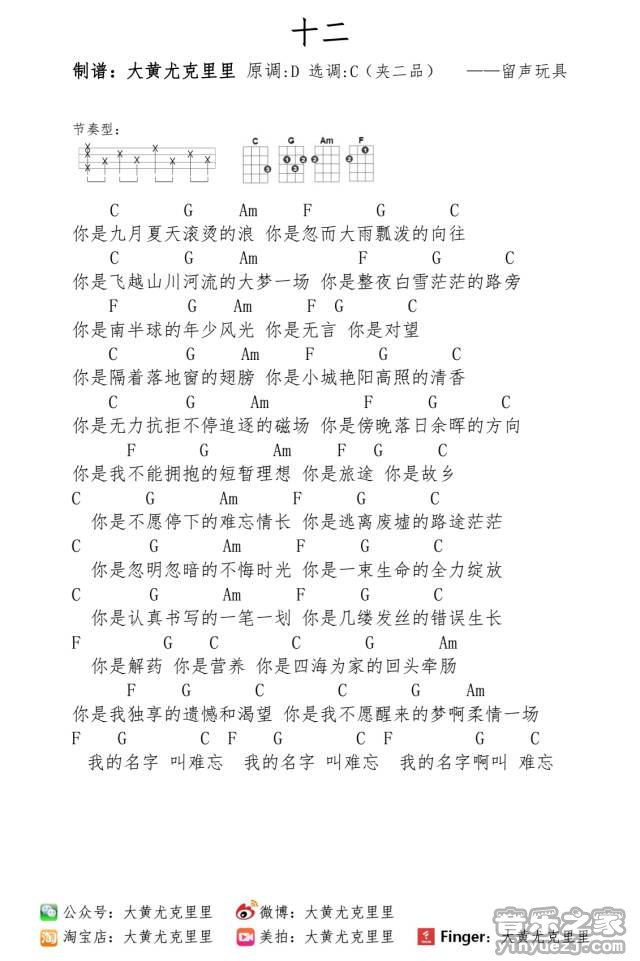 十二
制谱：大黄尤克里里 原调:D 选调:C（夹二品） ——留声玩具
节奏型：
C G Am F
C G Am F G C
你是九月夏天滚烫的浪 你是忽而大雨瓢泼的向往
C G Am F G C
你是飞越山川河流的大梦一场 你是整夜白雪茫茫的路旁
F G Am F G C
你是南半球的年少风光 你是无言 你是对望
C G Am F G C
你是隔着落地窗的翅膀 你是小城艳阳高照的清香
C G Am F G C
你是无力抗拒不停追逐的磁场 你是傍晚落日余晖的方向
F G Am F G C
你是我不能拥抱的短暂理想 你是旅途 你是故乡
C G Am F G C
你是不愿停下的难忘情长 你是逃离废墟的路途茫茫
C G Am F G C
你是忽明忽暗的不悔时光 你是一束生命的全力绽放
C G Am F G C
你是认真书写的一笔一划 你是几缕发丝的错误生长
F G C C G Am
你是解药 你是营养 你是四海为家的回头牵肠
F G C C G Am
你是我独享的遗憾和渴望 你是我不愿醒来的梦啊柔情一场
F G C F G C F G C
我的名字 叫难忘 我的名字 叫难忘 我的名字啊叫 难忘
公众号：大黄尤克里里 微博：大黄尤克里里
淘宝店：大黄尤克里里 美拍：大黄尤克里里 Finger：大黄尤克里里
音乐之家
yinyuezj.com